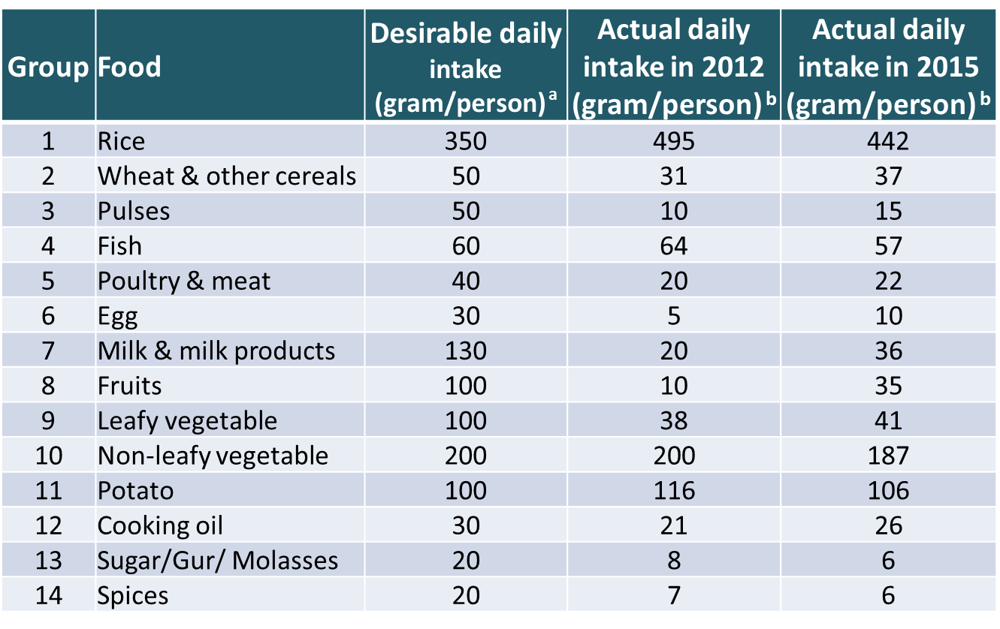 Group Food Desirable daily intake (gram/person) a Actual daily intake in 2012 (gram/person) b Actual daily intake in 2015 (gram/person) b
1 Rice 350 495 442
2 Wheat & other cereals 50 31 37
3 Pulses 50 10 15
4 Fish 60 64 57
5 Poultry & meat 40 20 22
6 Egg 30 5 10
7 Milk & milk products 130 20 36
8 Fruits 100 10 35
9 Leafy vegetable 100 38 41
10 Non-leafy vegetable 200 200 187
11 Potato 100 116 106
12 Cooking oil 30 21 26
13 Sugar/Gur/ Molasses 20 8 6
14 Spices 20 7 6